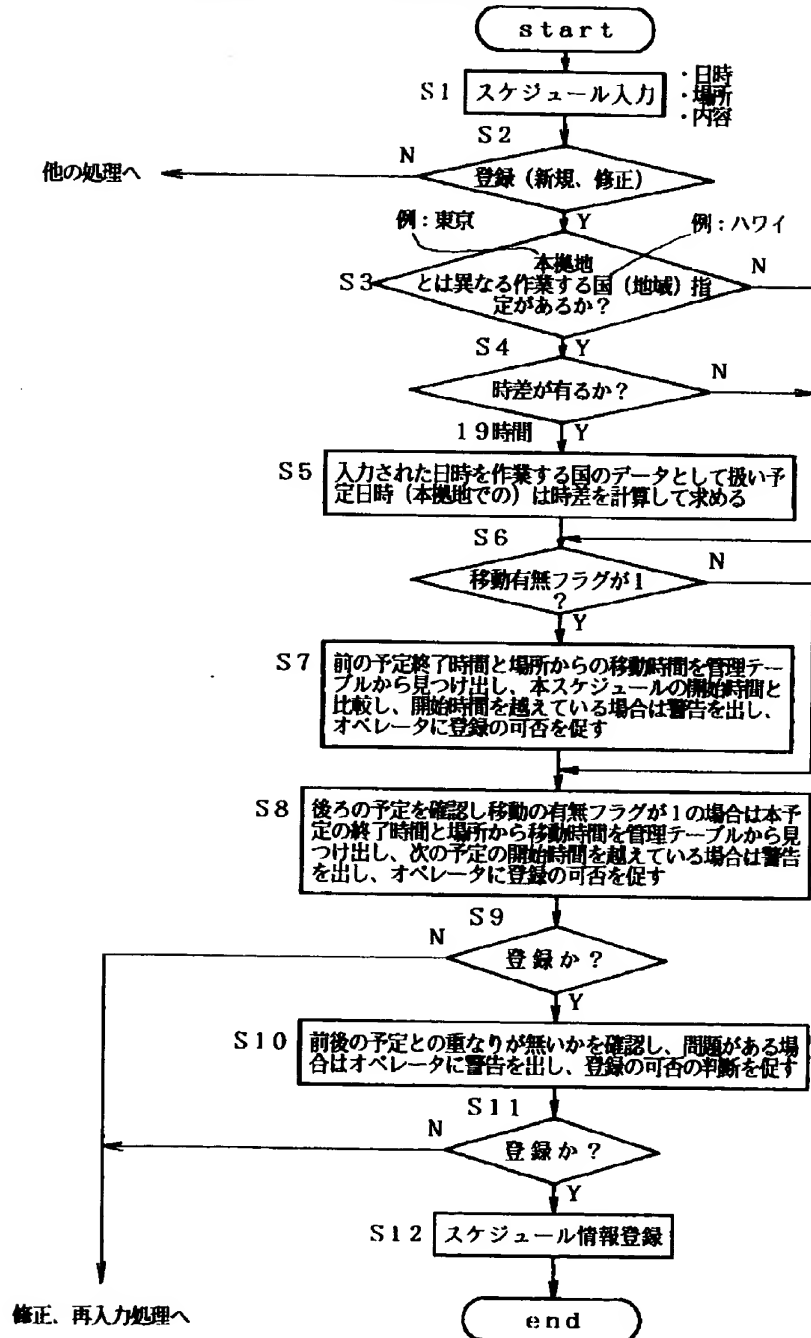 start
S1
スケジュール入力
・日時
・場所
・内容
S2
N
他の処理へ
登録（新規、修正）
Y
例：東京
例：ハワイ
S3
本拠地
とは異なる作業する国（地域）指
定があるか？
N
Y
S4
時差が有るか？
N
19時間
Y
S5
入力された日時を作業する国のデータとして扱い予
定日時（本拠地での）は時差を計算して求める
S6
移動有無フラグが1
？
N
Y
S7
前の予定終了時間と場所からの移動時間を管理テー
ブルから見つけ出し、本スケジュールの開始時間と
比較し、開始時間を越えている場合は警告を出し、
オペレータに登録の可否を促す
S8
後ろの予定を確認し移動の有無フラグが1の場合は本予
定の終了時間と場所から移動時間を管理テーブルから見
つけ出し、次の予定の開始時間を越えている場合は警告
を出し、オペレータに登録の可否を促す
S9
N
登録か？
Y
S10
前後の予定との重なりが無いかを確認し、問題がある場
合はオペレータに警告を出し、登録の可否の判断を促す
S11
N
登録か？
Y
S12
スケジュール情報登録
修正、再入力処理へ
end